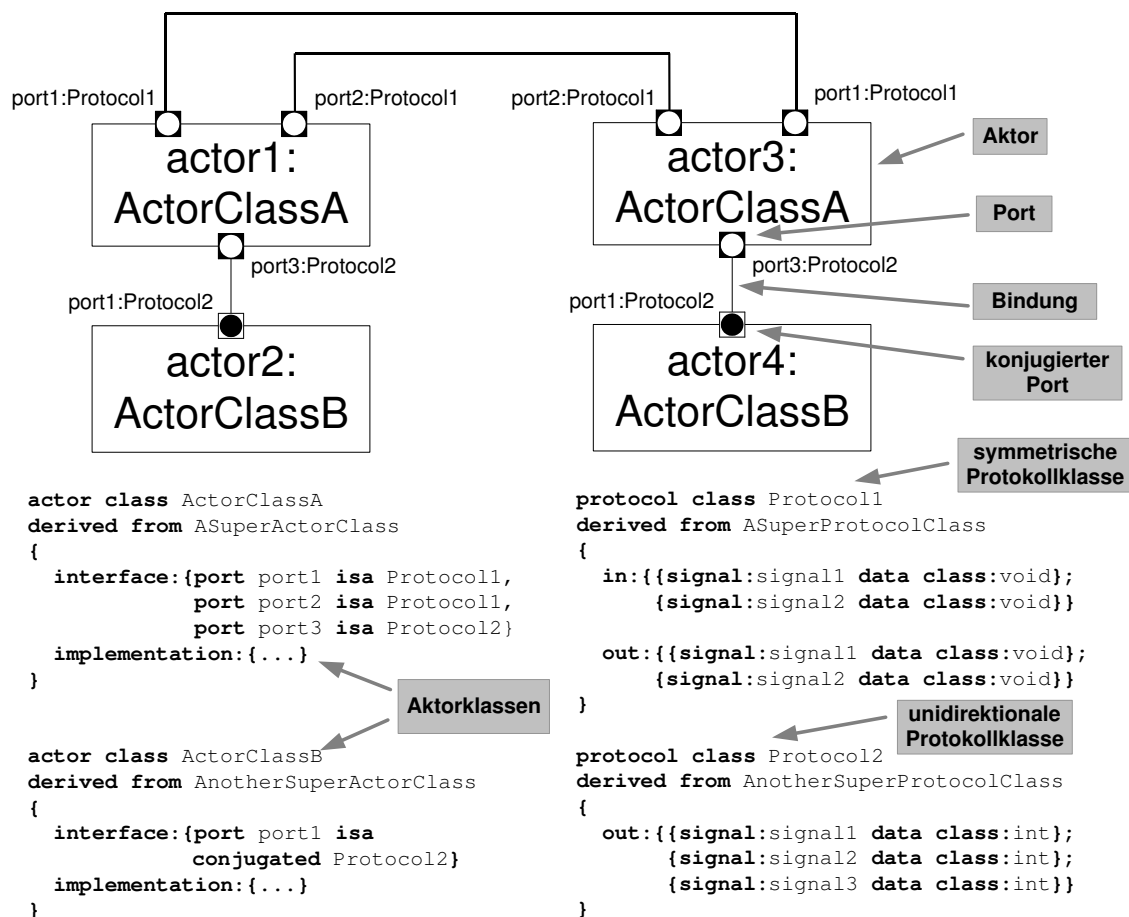 port1:Protocol1
port2:Protocol1
port2:Protocol1
port1:Protocol1
actor1:
ActorClassA
actor3:
ActorClassA
Aktor
Port
port3:Protocol2
port3:Protocol2
port1:Protocol2
port1:Protocol2
Bindung
actor2:
ActorClassB
actor4:
ActorClassB
konjugierter
Port
symmetrische
Protokollklasse
actor class ActorClassA
derived from ASuperActorClass
{
interface:{port port1 isa Protocol1,
port port2 isa Protocol1,
port port3 isa Protocol2}
implementation:{...}
}
Aktorklassen
actor class ActorClassB
derived from AnotherSuperActorClass
{
interface:{port port1 isa
conjugated Protocol2}
implementation:{...}
}
protocol class Protocol1
derived from ASuperProtocolClass
{
in:{{signal:signal1 data class:void};
{signal:signal2 data class:void}}
out:{{signal:signal1 data class:void};
{signal:signal2 data class:void}}
}
unidirektionale
Protokollklasse
protocol class Protocol2
derived from AnotherSuperProtocolClass
{
out:{{signal:signal1 data class:int};
{signal:signal2 data class:int};
{signal:signal3 data class:int}}
}